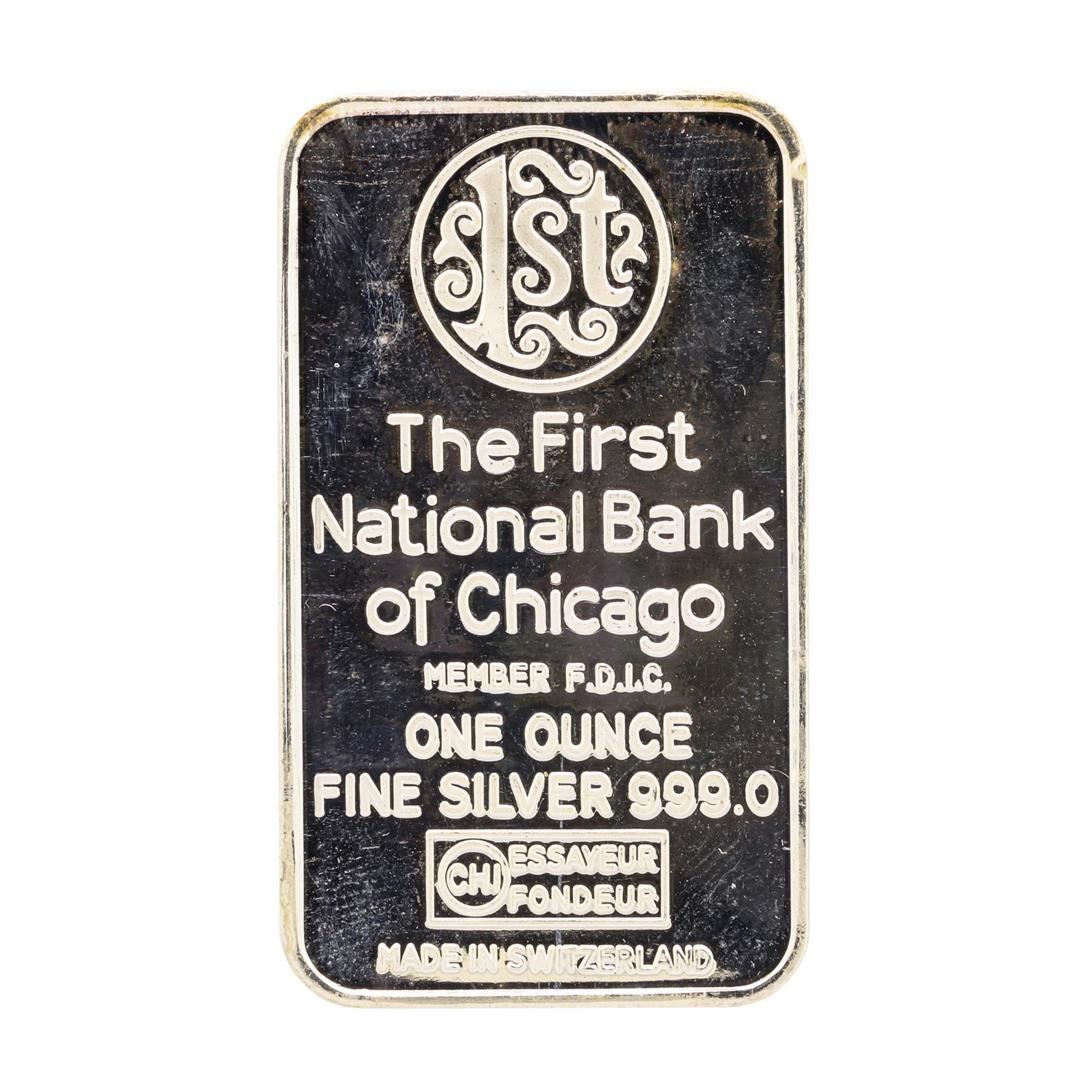 1st
The First
National Bank
of Chicago
MEMBER F.D.I.C.
ONE OUNCE
FINE SILVER 999.0
CHI ESSAYEUR
FONDEUR
MADE IN SWITZERLAND